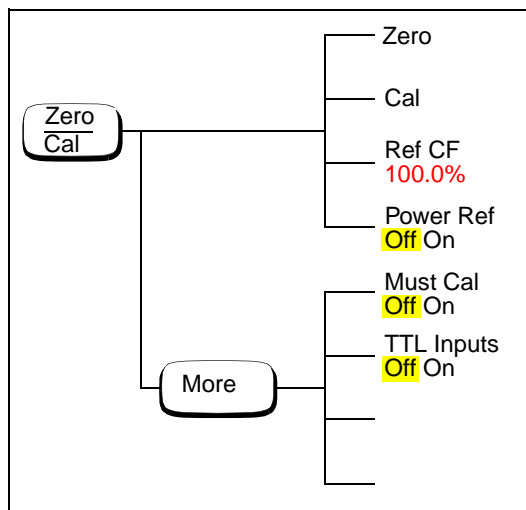 Zero
Cal
Zero
Cal
Ref CF
100.0%
Power Ref
Off On
More
Must Cal
Off On
TTL Inputs
Off On